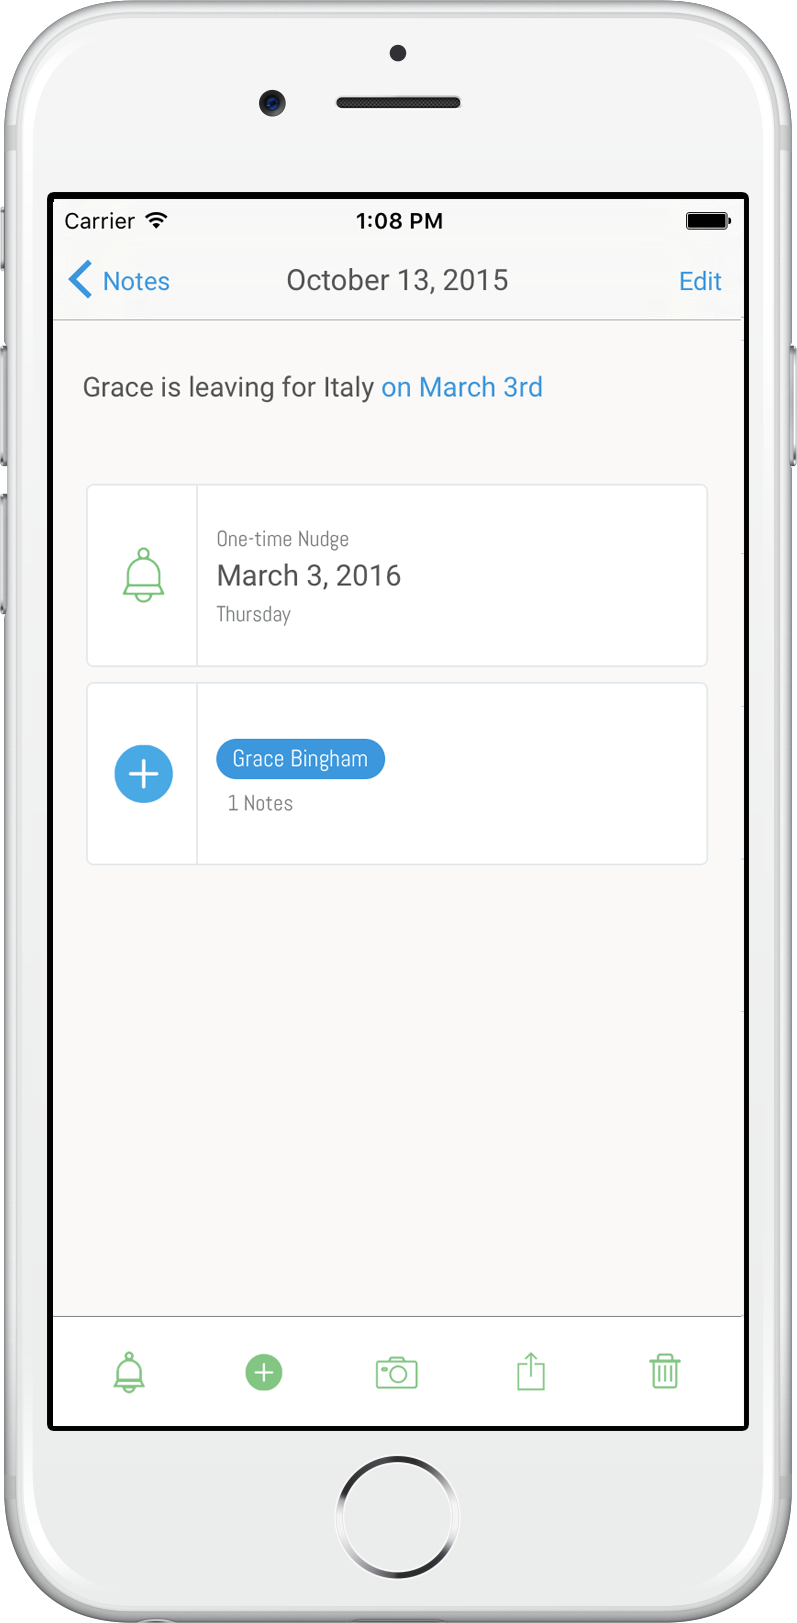 Carrier 1:08 PM
Notes October 13, 2015 Edit
Grace is leaving for Italy on March 3rd
One-time Nudge
March 3, 2016
Thursday
Grace Bingham
1 Notes